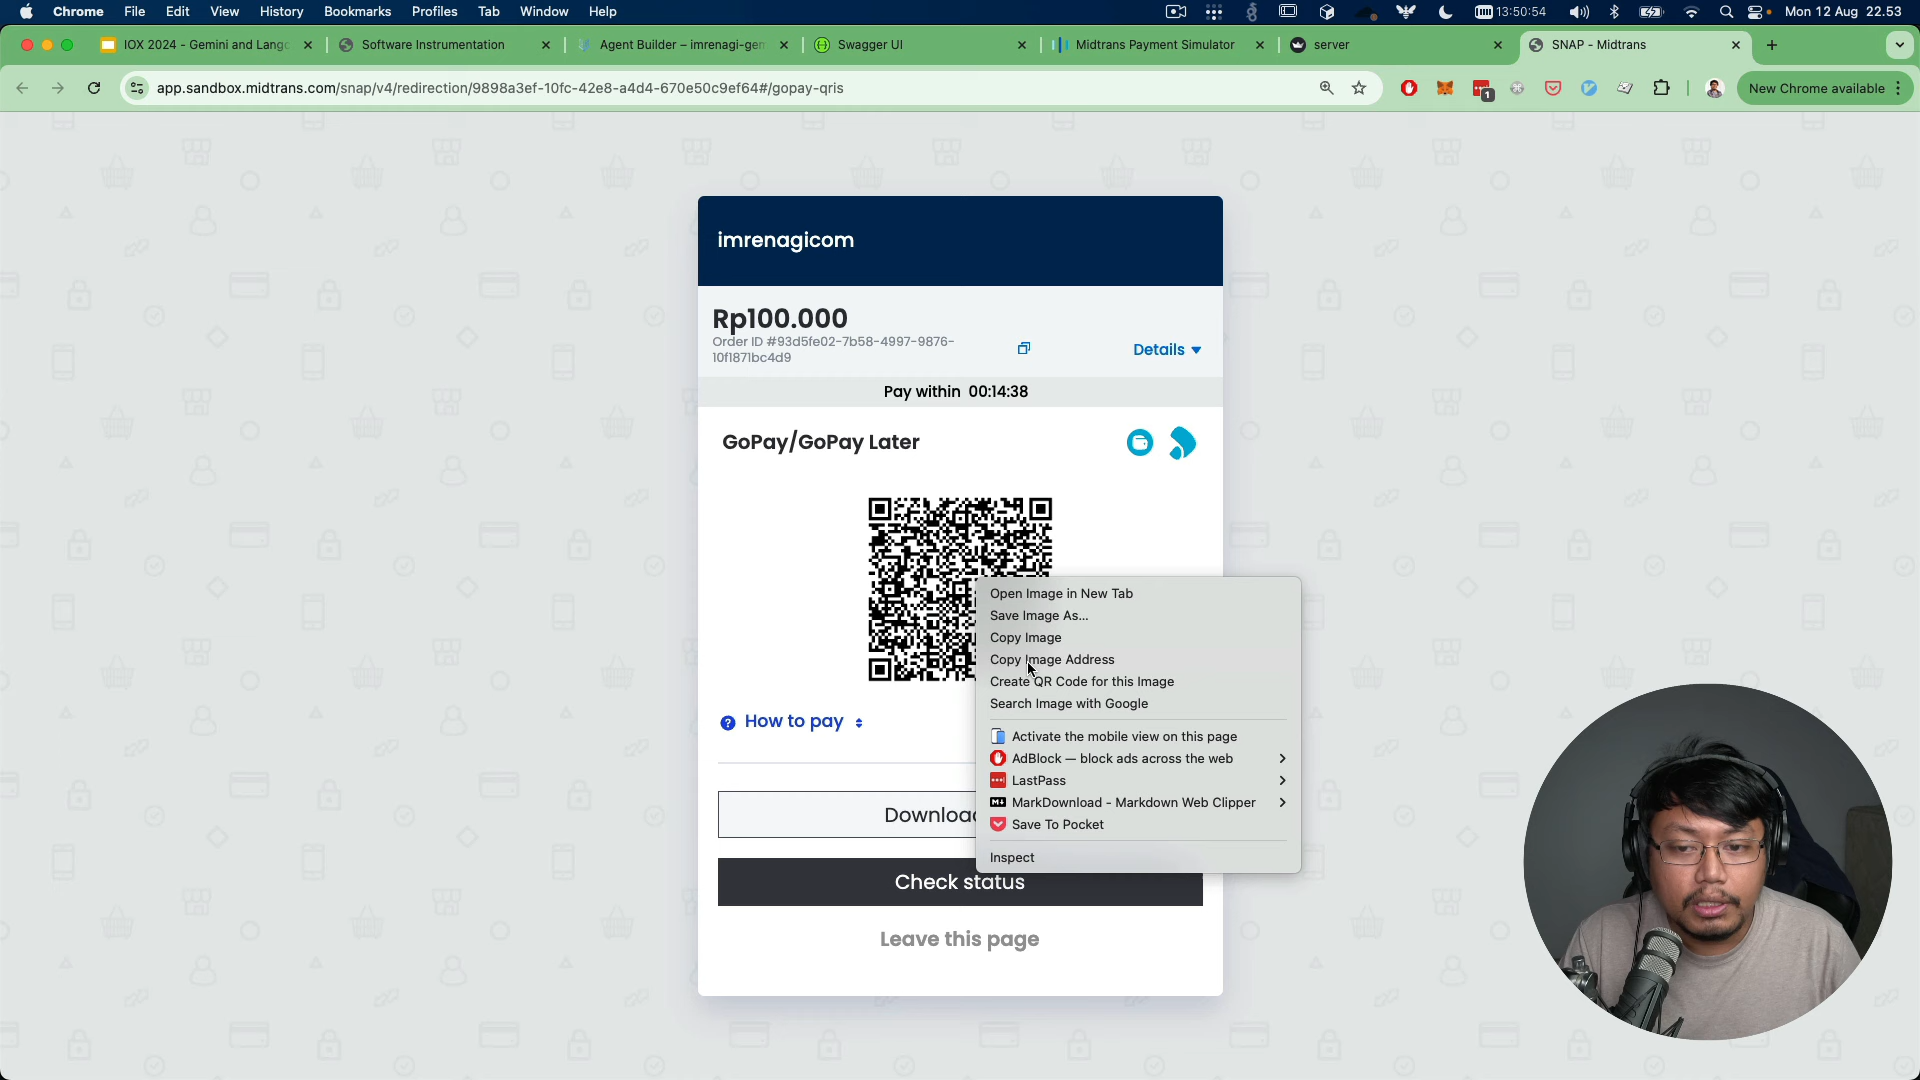 Chrome File Edit View History Bookmarks Profiles Tab Window Help 13:50:54 Mon 12 Aug 22.53
IOX 2024 - Gemini and Lang
Software Instrumentation
Agent Builder – imrenagi-gem
Swagger UI
Midtrans Payment Simulator
server
SNAP - Midtrans
app.sandbox.midtrans.com/snap/v4/redirection/9898a3ef-10fc-42e8-a4d4-670e50c9ef64#/gopay-qris
1
New Chrome available
imrenagicom
Rp100.000
Order ID #93d5fe02-7b58-4997-9876-
10f1871bc4d9
Details
Pay within 00:14:38
GoPay/GoPay Later
Open Image in New Tab
Save Image As...
Copy Image
Copy Image Address
Create QR Code for this Image
Search Image with Google
Activate the mobile view on this page
AdBlock — block ads across the web
LastPass
MarkDownload - Markdown Web Clipper
Save To Pocket
Inspect
? How to pay
Downloa
Check status
Leave this page